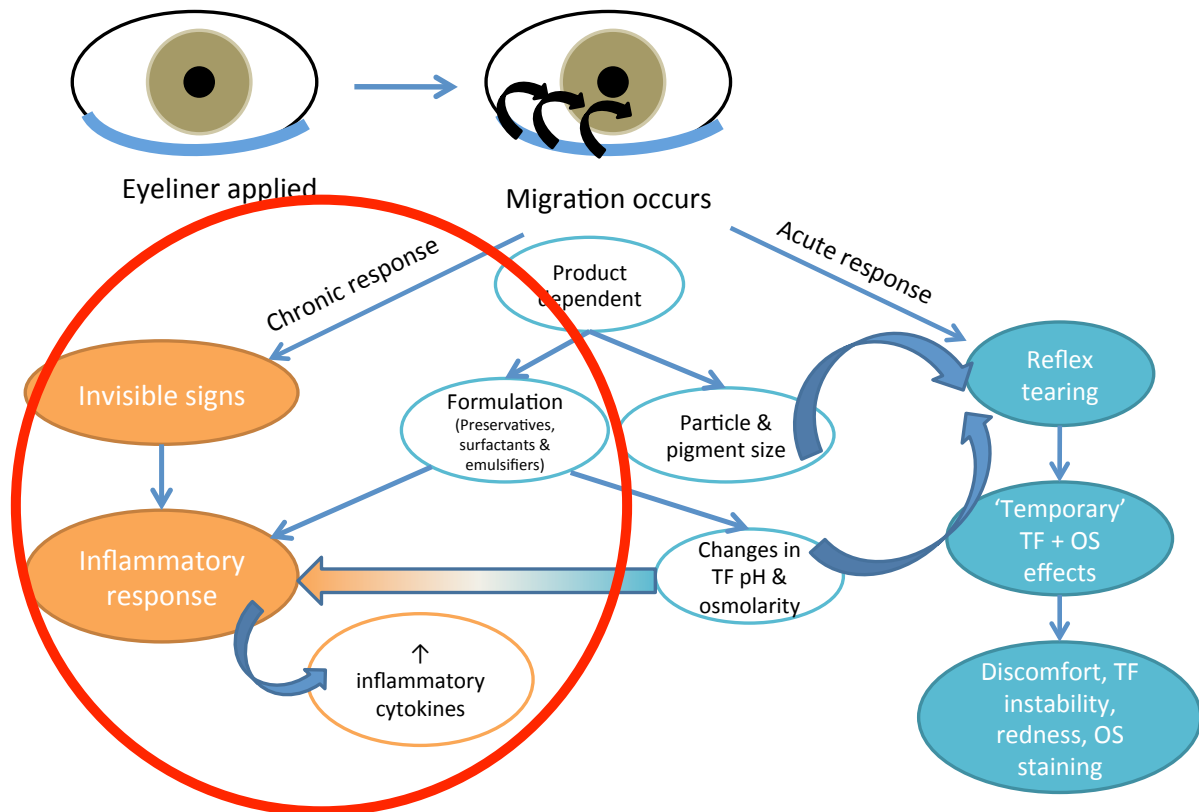 Eyeliner applied
Migration occurs
Chronic response
Acute response
Product
dependent
Invisible signs
Formulation
(Preservatives,
surfactants &
emulsifiers)
Particle &
pigment size
Reflex
tearing
Inflammatory
response
Changes in
TF pH &
osmolarity
'Temporary'
TF + OS
effects
↑
inflammatory
cytokines
Discomfort, TF
instability,
redness, OS
staining